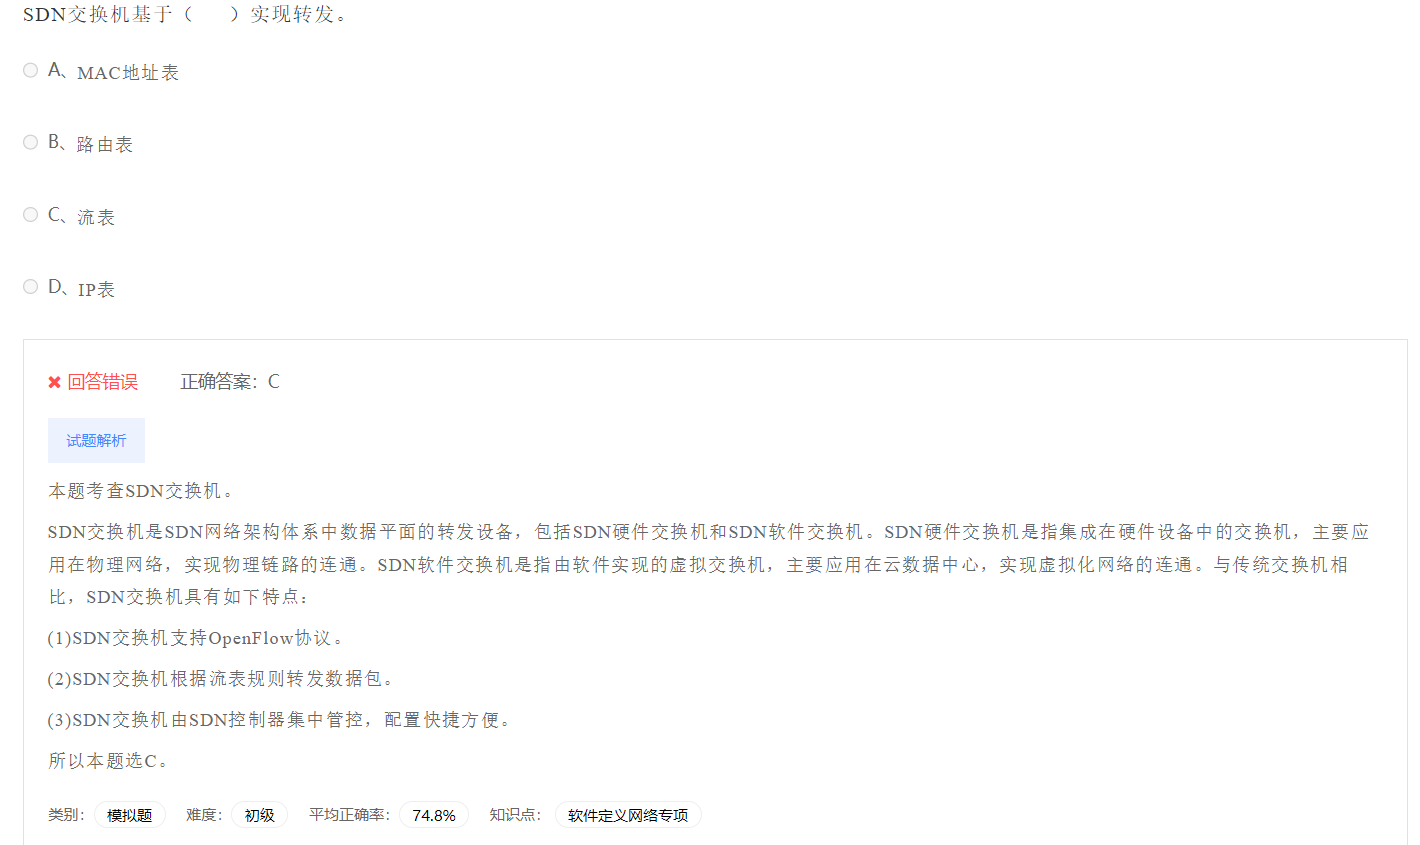 SDN交换机基于（　　）实现转发。
A、MAC地址表
B、路由表
C、流表
D、IP表
回答错误　正确答案：C
试题解析
本题考查SDN交换机。
SDN交换机是SDN网络架构体系中数据平面的转发设备，包括SDN硬件交换机和SDN软件交换机。SDN硬件交换机是指集成在硬件设备中的交换机，主要应
用在物理网络，实现物理链路的连通。SDN软件交换机是指由软件实现的虚拟交换机，主要应用在云数据中心，实现虚拟化网络的连通。与传统交换机相
比，SDN交换机具有如下特点：
(1)SDN交换机支持OpenFlow协议。
(2)SDN交换机根据流表规则转发数据包。
(3)SDN交换机由SDN控制器集中管控，配置快捷方便。
所以本题选C。
类别：模拟题　难度：初级　平均正确率：74.8%　知识点：软件定义网络专项